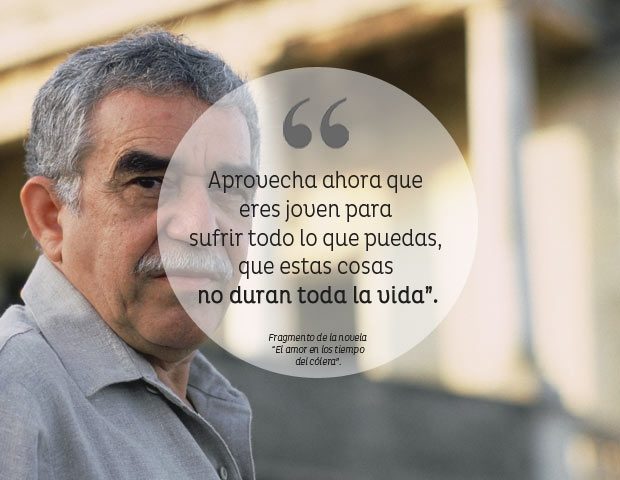 “
Aprovecha ahora que
eres joven para
sufrir todo lo que puedas,
que estas cosas
no duran toda la vida”.
Fragmento de la novela
“El amor en los tiempo
del cólera”.